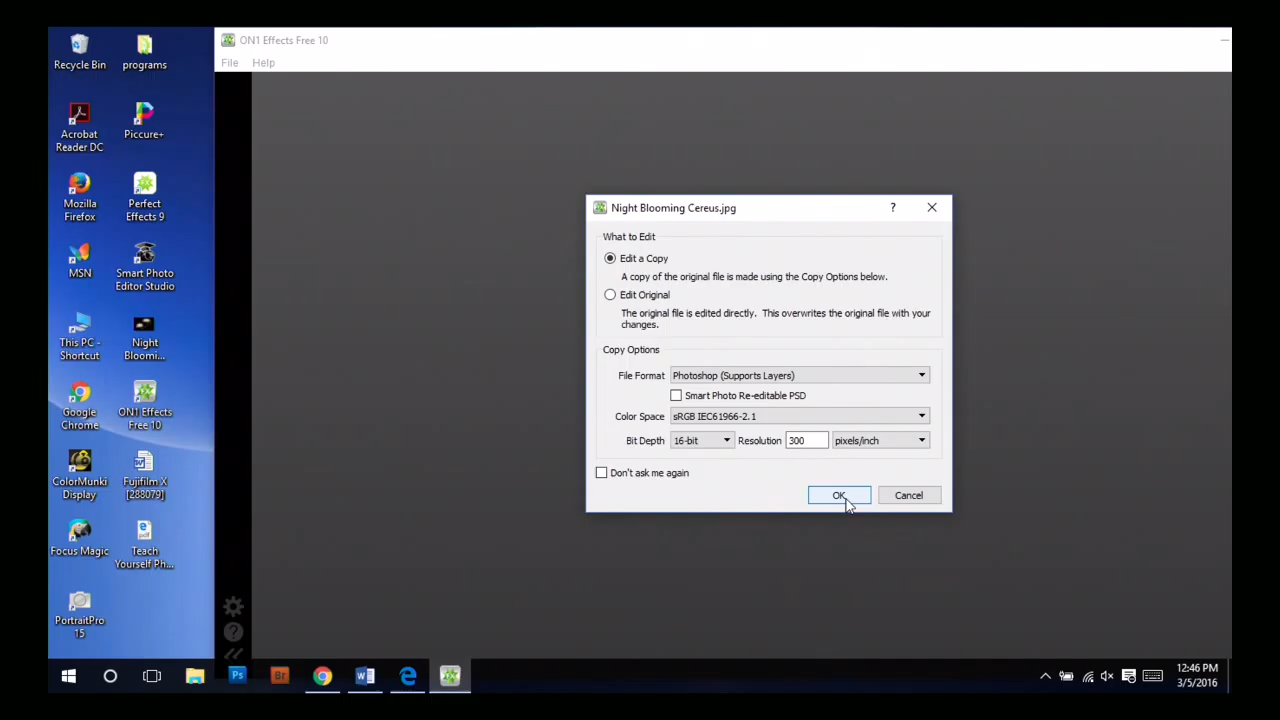 Recycle Bin
programs
Acrobat
Reader DC
Piccure+
Mozilla
Firefox
Perfect
Effects 9
MSN
Smart Photo
Editor Studio
This PC -
Shortcut
Night
Bloomi...
Google
Chrome
ON1 Effects
Free 10
ColorMunki
Display
Fujifilm X
[288079]
Focus Magic
Teach
Yourself Ph...
PortraitPro
15
ON1 Effects Free 10
File Help
Night Blooming Cereus.jpg
?
What to Edit
Edit a Copy
A copy of the original file is made using the Copy Options below.
Edit Original
The original file is edited directly. This overwrites the original file with your
changes.
Copy Options
File Format Photoshop (Supports Layers)
Smart Photo Re-editable PSD
Color Space sRGB IEC61966-2.1
Bit Depth 16-bit Resolution 300 pixels/inch
Don't ask me again
OK Cancel
?
Ps Br
12:46 PM
3/5/2016